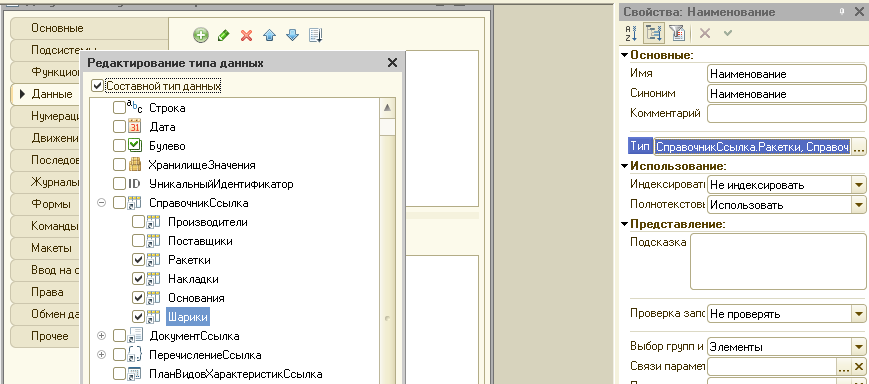 Свойства: Наименование
Основные
Подсистемы
Функцион
Данные
Нумераци
Движени
Последов
Журналы
Формы
Команды
Макеты
Ввод на о
Права
Обмен да
Прочее
Редактирование типа данных
Составной тип данных
Строка
Дата
Булево
ХранилищеЗначения
УникальныйИдентификатор
СправочникСсылка
Производители
Поставщики
Ракетки
Накладки
Основания
Шарики
ДокументСсылка
ПеречислениеСсылка
ПланВидовХарактеристикСсылка
Основные:
Имя Наименование
Синоним Наименование
Комментарий
Тип СправочникСсылка.Ракетки, Справоч ...
Использование:
Индексировать Не индексировать
Полнотекстовы Использовать
Представление:
Подсказка
Проверка запо Не проверять
Выбор групп и Элементы
Связи парамет ...